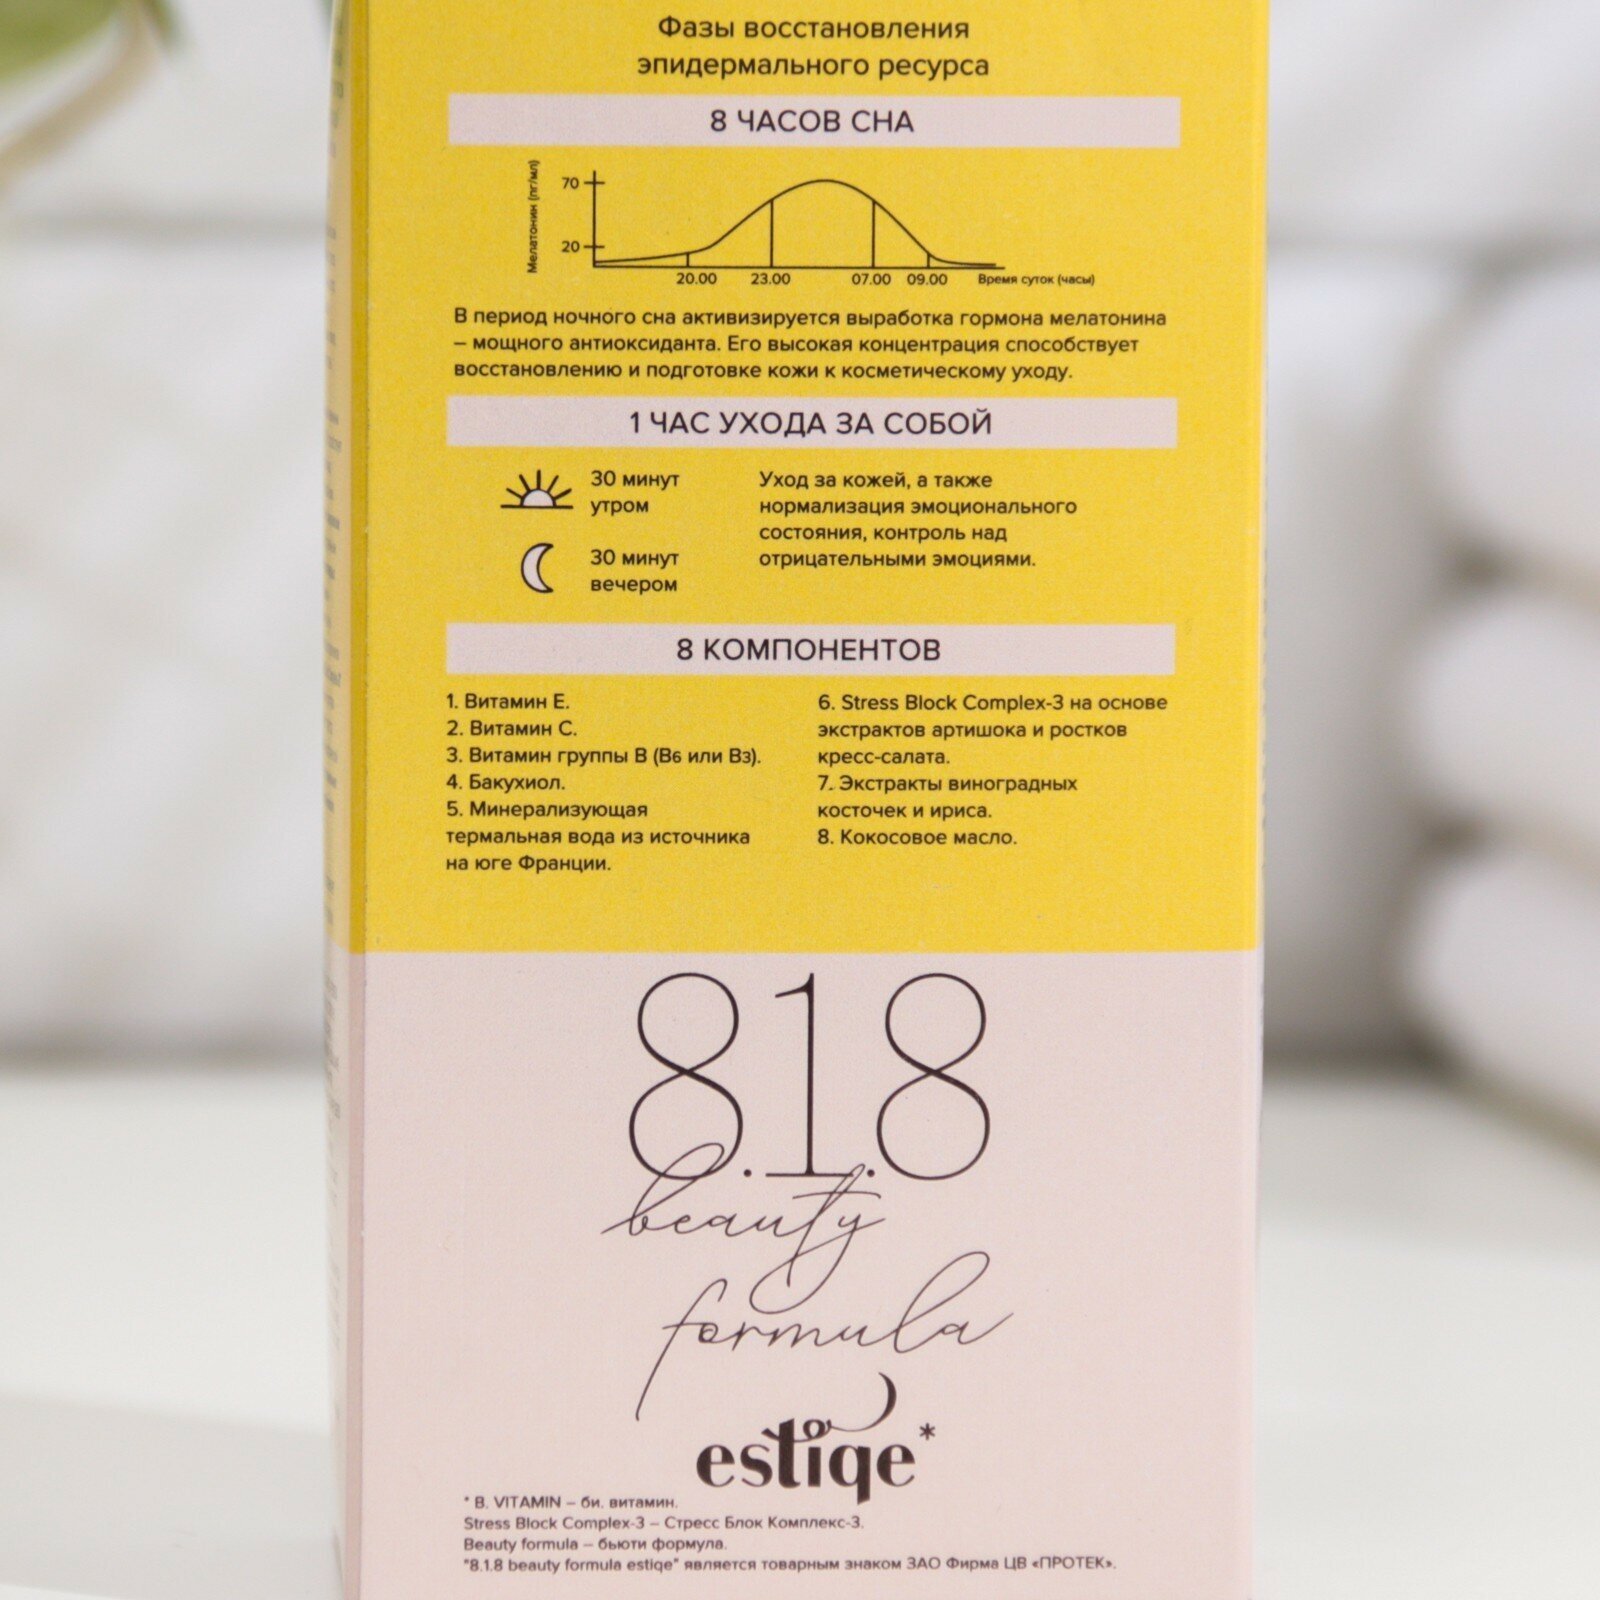 Фазы восстановления
эпидермального ресурса
8 ЧАСОВ СНА
Мелатонин (пг/мл)
70
20
20.00 23.00 07.00 09.00 Время суток (часы)
В период ночного сна активизируется выработка гормона мелатонина
– мощного антиоксиданта. Его высокая концентрация способствует
восстановлению и подготовке кожи к косметическому уходу.
1 ЧАС УХОДА ЗА СОБОЙ
30 минут
утром
30 минут
вечером
Уход за кожей, а также
нормализация эмоционального
состояния, контроль над
отрицательными эмоциями.
8 КОМПОНЕНТОВ
1. Витамин Е.
2. Витамин С.
3. Витамин группы В (В6 или В3).
4. Бакухиол.
5. Минерализующая
термальная вода из источника
на юге Франции.
6. Stress Block Complex-3 на основе
экстрактов артишока и ростков
кресс-салата.
7. Экстракты виноградных
косточек и ириса.
8. Кокосовое масло.
8.1.8
beauty
formula
estiqe*
* B. VITAMIN – би. витамин.
Stress Block Complex-3 – Стресс Блок Комплекс-3.
Beauty formula – бьюти формула.
"8.1.8 beauty formula estiqe" является товарным знаком ЗАО Фирма ЦВ «ПРОТЕК».